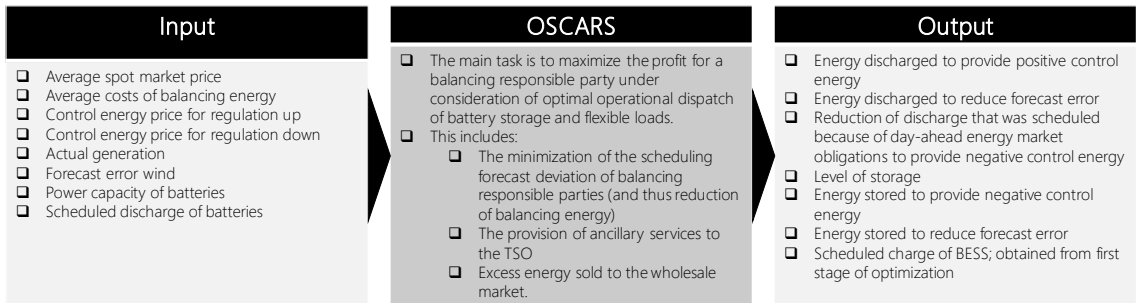 Input
❑ Average spot market price
❑ Average costs of balancing energy
❑ Control energy price for regulation up
❑ Control energy price for regulation down
❑ Actual generation
❑ Forecast error wind
❑ Power capacity of batteries
❑ Scheduled discharge of batteries
OSCARS
❑ The main task is to maximize the profit for a
balancing responsible party under
consideration of optimal operational dispatch
of battery storage and flexible loads.
❑ This includes:
❑ The minimization of the scheduling
forecast deviation of balancing
responsible parties (and thus reduction
of balancing energy)
❑ The provision of ancillary services to
the TSO
❑ Excess energy sold to the wholesale
market.
Output
❑ Energy discharged to provide positive control
energy
❑ Energy discharged to reduce forecast error
❑ Reduction of discharge that was scheduled
because of day-ahead energy market
obligations to provide negative control energy
❑ Level of storage
❑ Energy stored to provide negative control
energy
❑ Energy stored to reduce forecast error
❑ Scheduled charge of BESS; obtained from first
stage of optimization